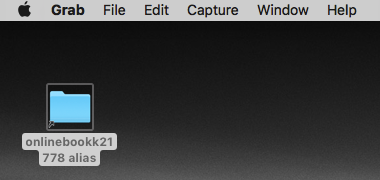 Grab File Edit Capture Window Help
onlinebookk21
778 alias